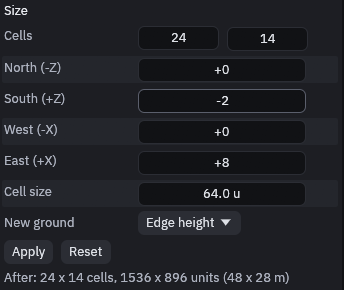 Size
Cells 24 14
North (-Z) +0
South (+Z) -2
West (-X) +0
East (+X) +8
Cell size 64.0 u
New ground Edge height
Apply Reset
After: 24 x 14 cells, 1536 x 896 units (48 x 28 m)